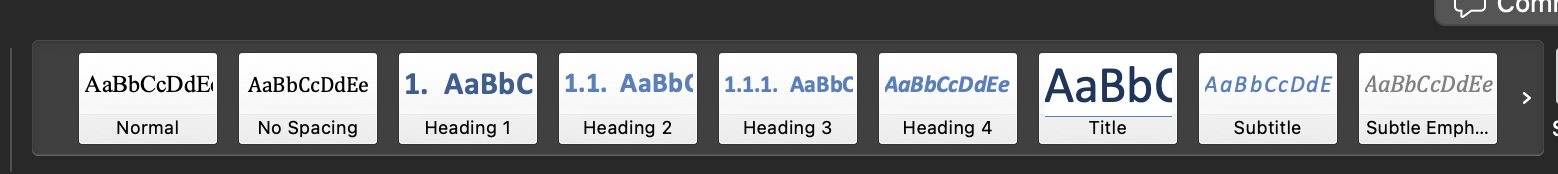 Comm
AaBbCcDdEe
Normal
AaBbCcDdEe
No Spacing
1. AaBbC
Heading 1
1.1. AaBbC
Heading 2
1.1.1. AaBbC
Heading 3
AaBbCcDdEe
Heading 4
AaBbC
Title
AaBbCcDdE
Subtitle
AaBbCcDdEe
Subtle Emph...